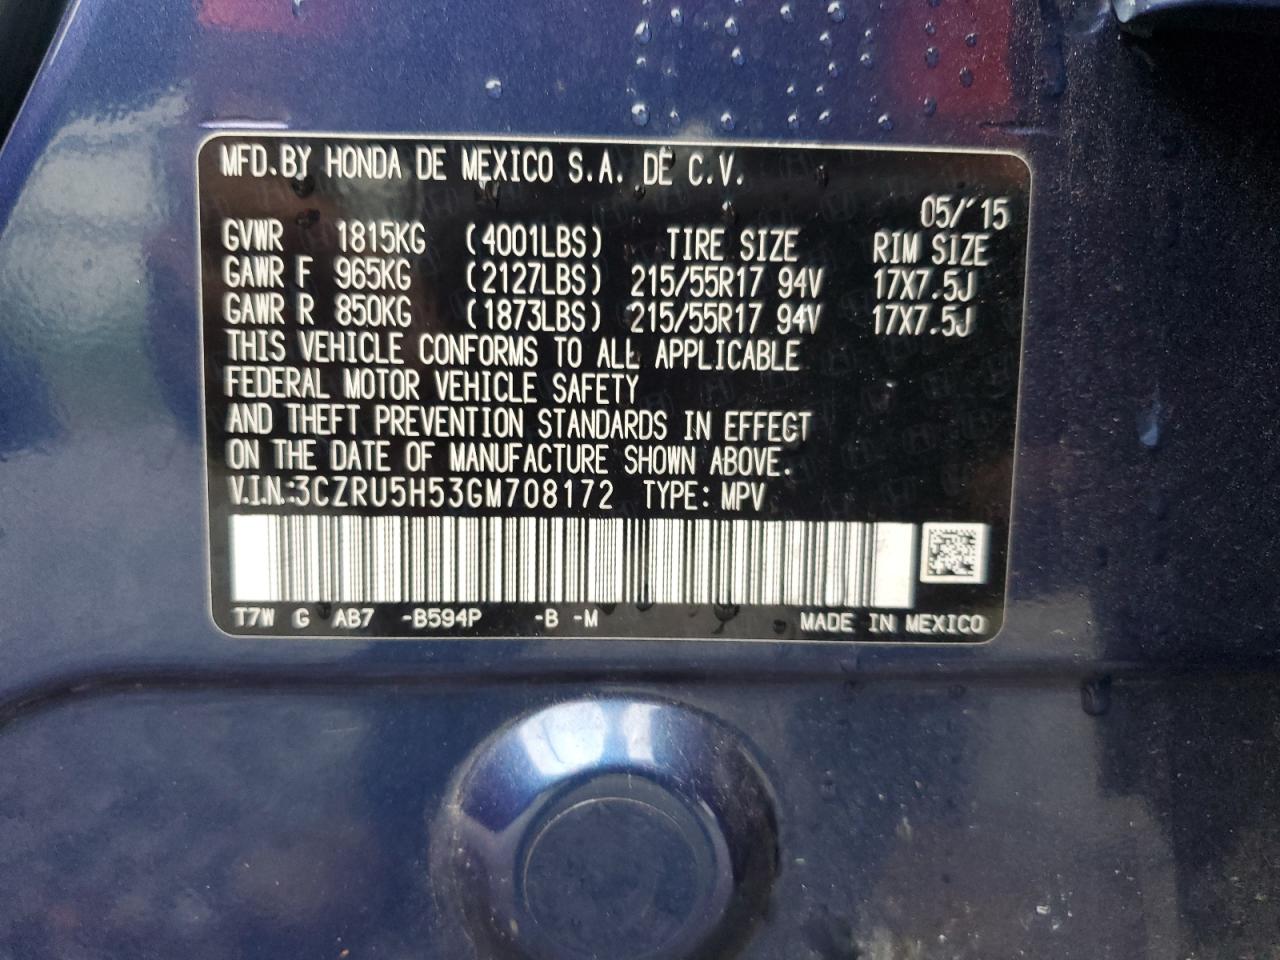 MFD.BY HONDA DE MEXICO S.A. DE C.V.
05/'15
GVWR 1815KG (4001LBS) TIRE SIZE RIM SIZE
GAWR F 965KG (2127LBS) 215/55R17 94V 17X7.5J
GAWR R 850KG (1873LBS) 215/55R17 94V 17X7.5J
THIS VEHICLE CONFORMS TO ALL APPLICABLE
FEDERAL MOTOR VEHICLE SAFETY
AND THEFT PREVENTION STANDARDS IN EFFECT
ON THE DATE OF MANUFACTURE SHOWN ABOVE.
V.I.N.:3CZRU5H53GM708172 TYPE: MPV
T7W G AB7 -B594P -B -M MADE IN MEXICO